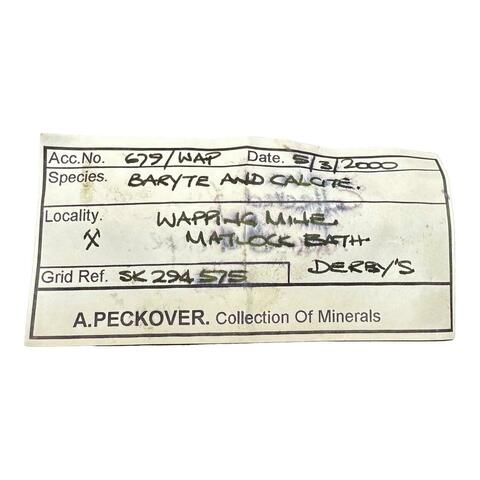 Acc.No. 679/WAP Date. 5/3/2000
Species. BARYTE AND CALCITE.
Locality. WAPPING MINE.
MATLOCK BATH.
DERBY'S
Grid Ref. SK 294 575
A.PECKOVER. Collection Of Minerals